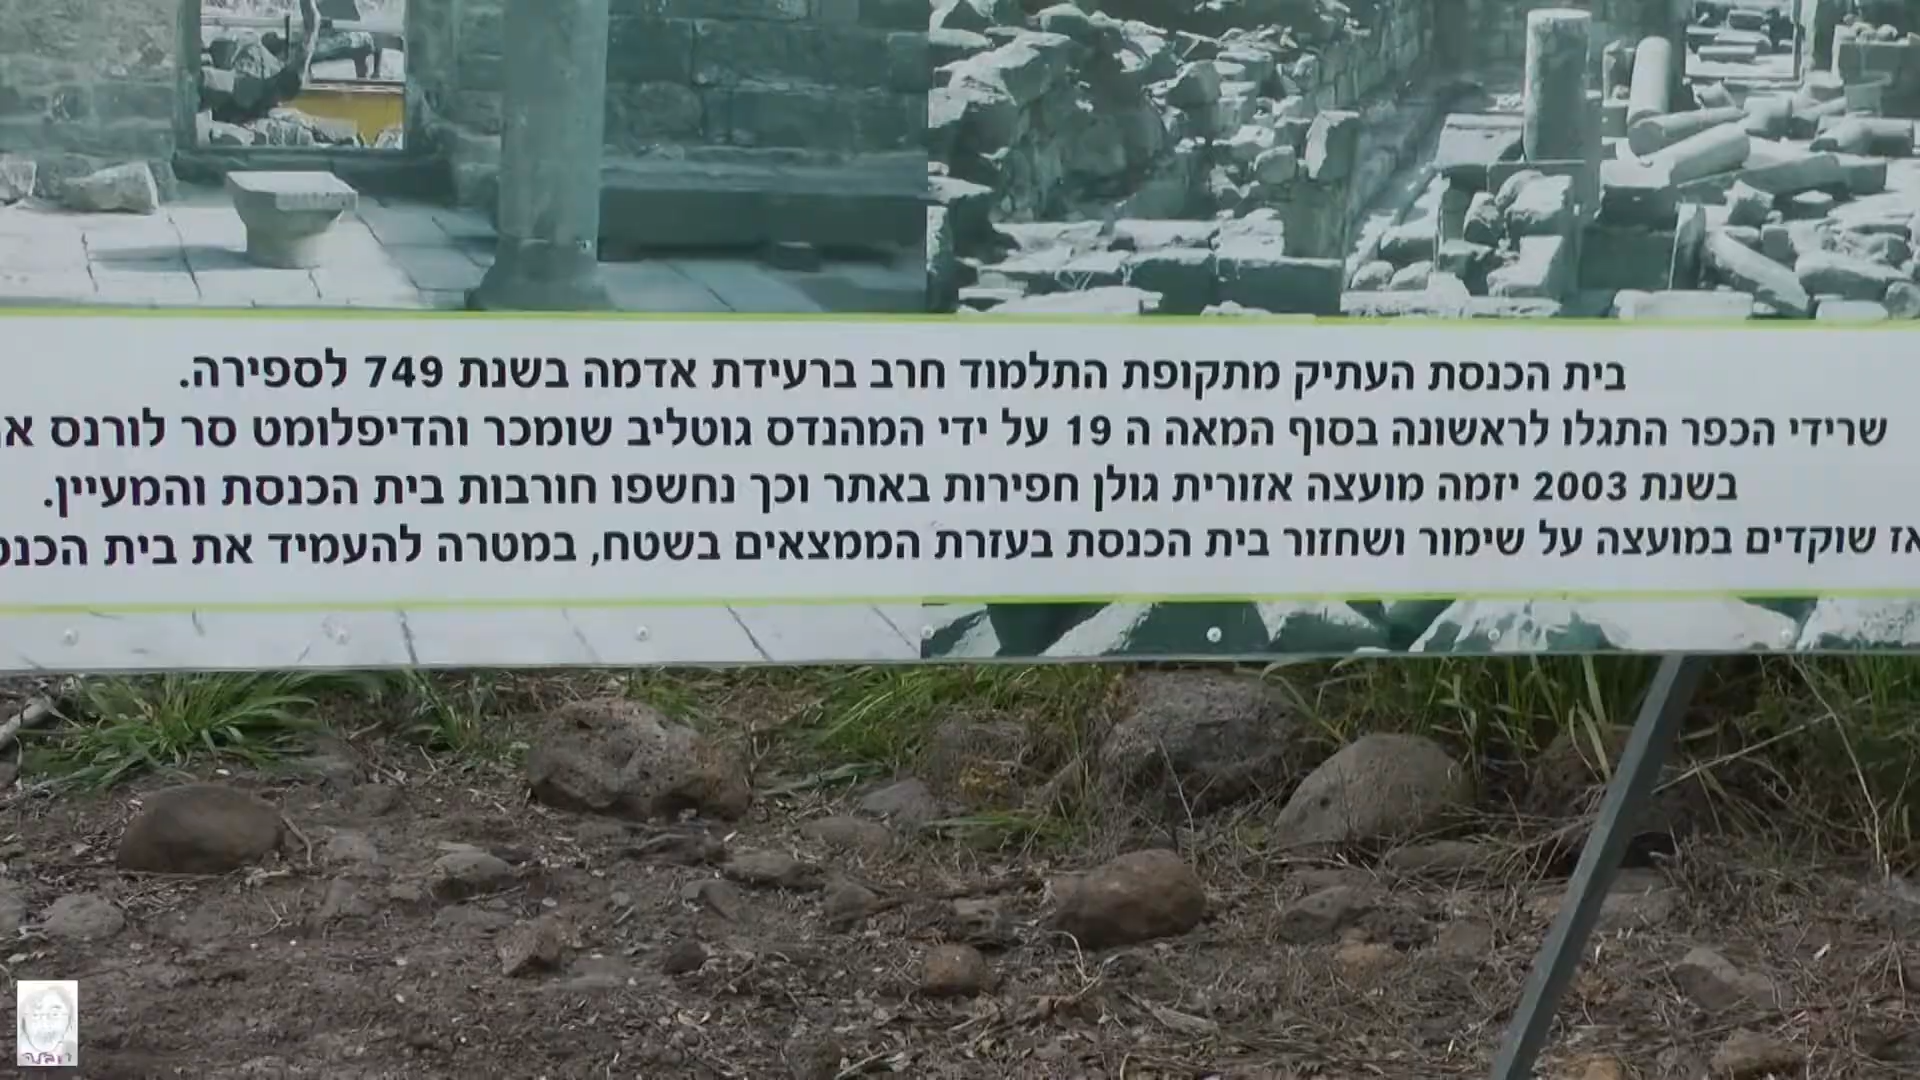 בית הכנסת העתיק מתקופת התלמוד חרב ברעידת אדמה בשנת 749 לספירה.
שרידי הכפר התגלו לראשונה בסוף המאה ה 19 על ידי המהנדס גוטליב שומכר והדיפלומט סר לורנס
בשנת 2003 יזמה מועצה אזורית גולן חפירות באתר וכך נחשפו חורבות בית הכנסת והמעיין.
אז שוקדים במועצה על שימור ושחזור בית הכנסת בעזרת הממצאים בשטח, במטרה להעמיד את בית